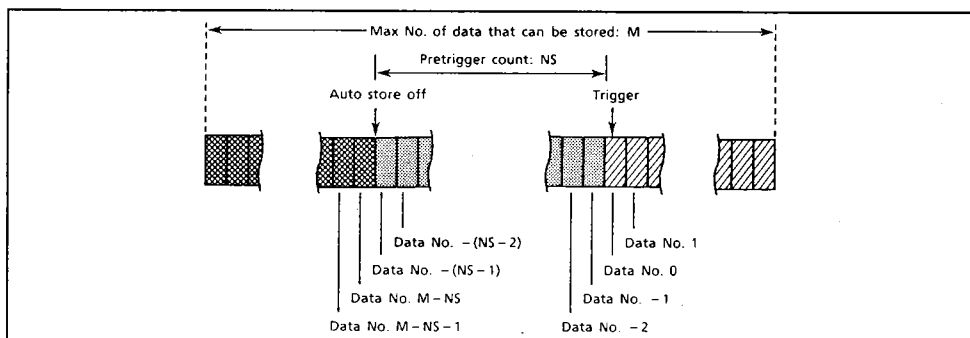 Max No. of data that can be stored: M
Pretrigger count: NS
Auto store off
Trigger
Data No. −(NS−2)
Data No. −(NS−1)
Data No. M−NS
Data No. M−NS−1
Data No. 1
Data No. 0
Data No. −1
Data No. −2